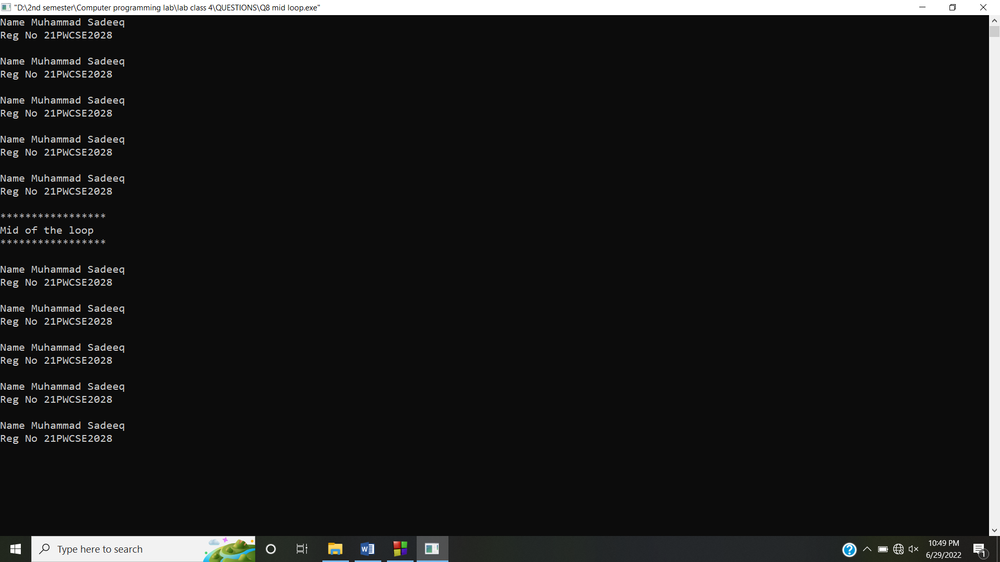 "D:\2nd semester\Computer programming lab\lab class 4\QUESTIONS\Q8 mid loop.exe"
Name Muhammad Sadeeq
Reg No 21PWCSE2028
Name Muhammad Sadeeq
Reg No 21PWCSE2028
Name Muhammad Sadeeq
Reg No 21PWCSE2028
Name Muhammad Sadeeq
Reg No 21PWCSE2028
Name Muhammad Sadeeq
Reg No 21PWCSE2028
*****************
Mid of the loop
*****************
Name Muhammad Sadeeq
Reg No 21PWCSE2028
Name Muhammad Sadeeq
Reg No 21PWCSE2028
Name Muhammad Sadeeq
Reg No 21PWCSE2028
Name Muhammad Sadeeq
Reg No 21PWCSE2028
Name Muhammad Sadeeq
Reg No 21PWCSE2028
Type here to search
10:49 PM
6/29/2022
1